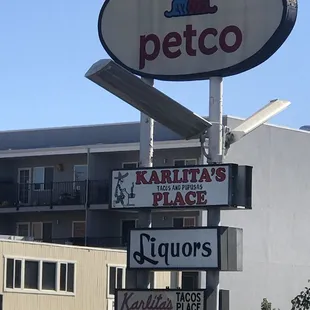 petco
KARLITA'S
TACOS AND PUPUSAS
PLACE
LIQUORS
Karlita's
TACOS
PLACE